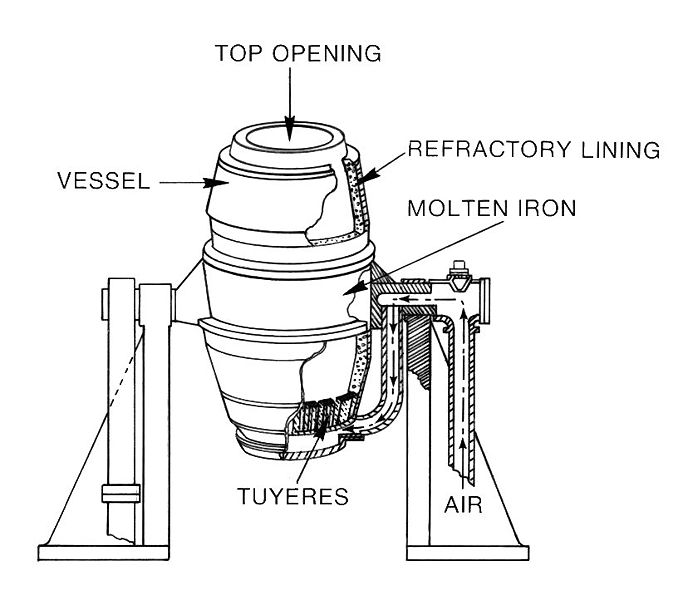 TOP OPENING
REFRACTORY LINING
VESSEL
MOLTEN IRON
TUYERES
AIR